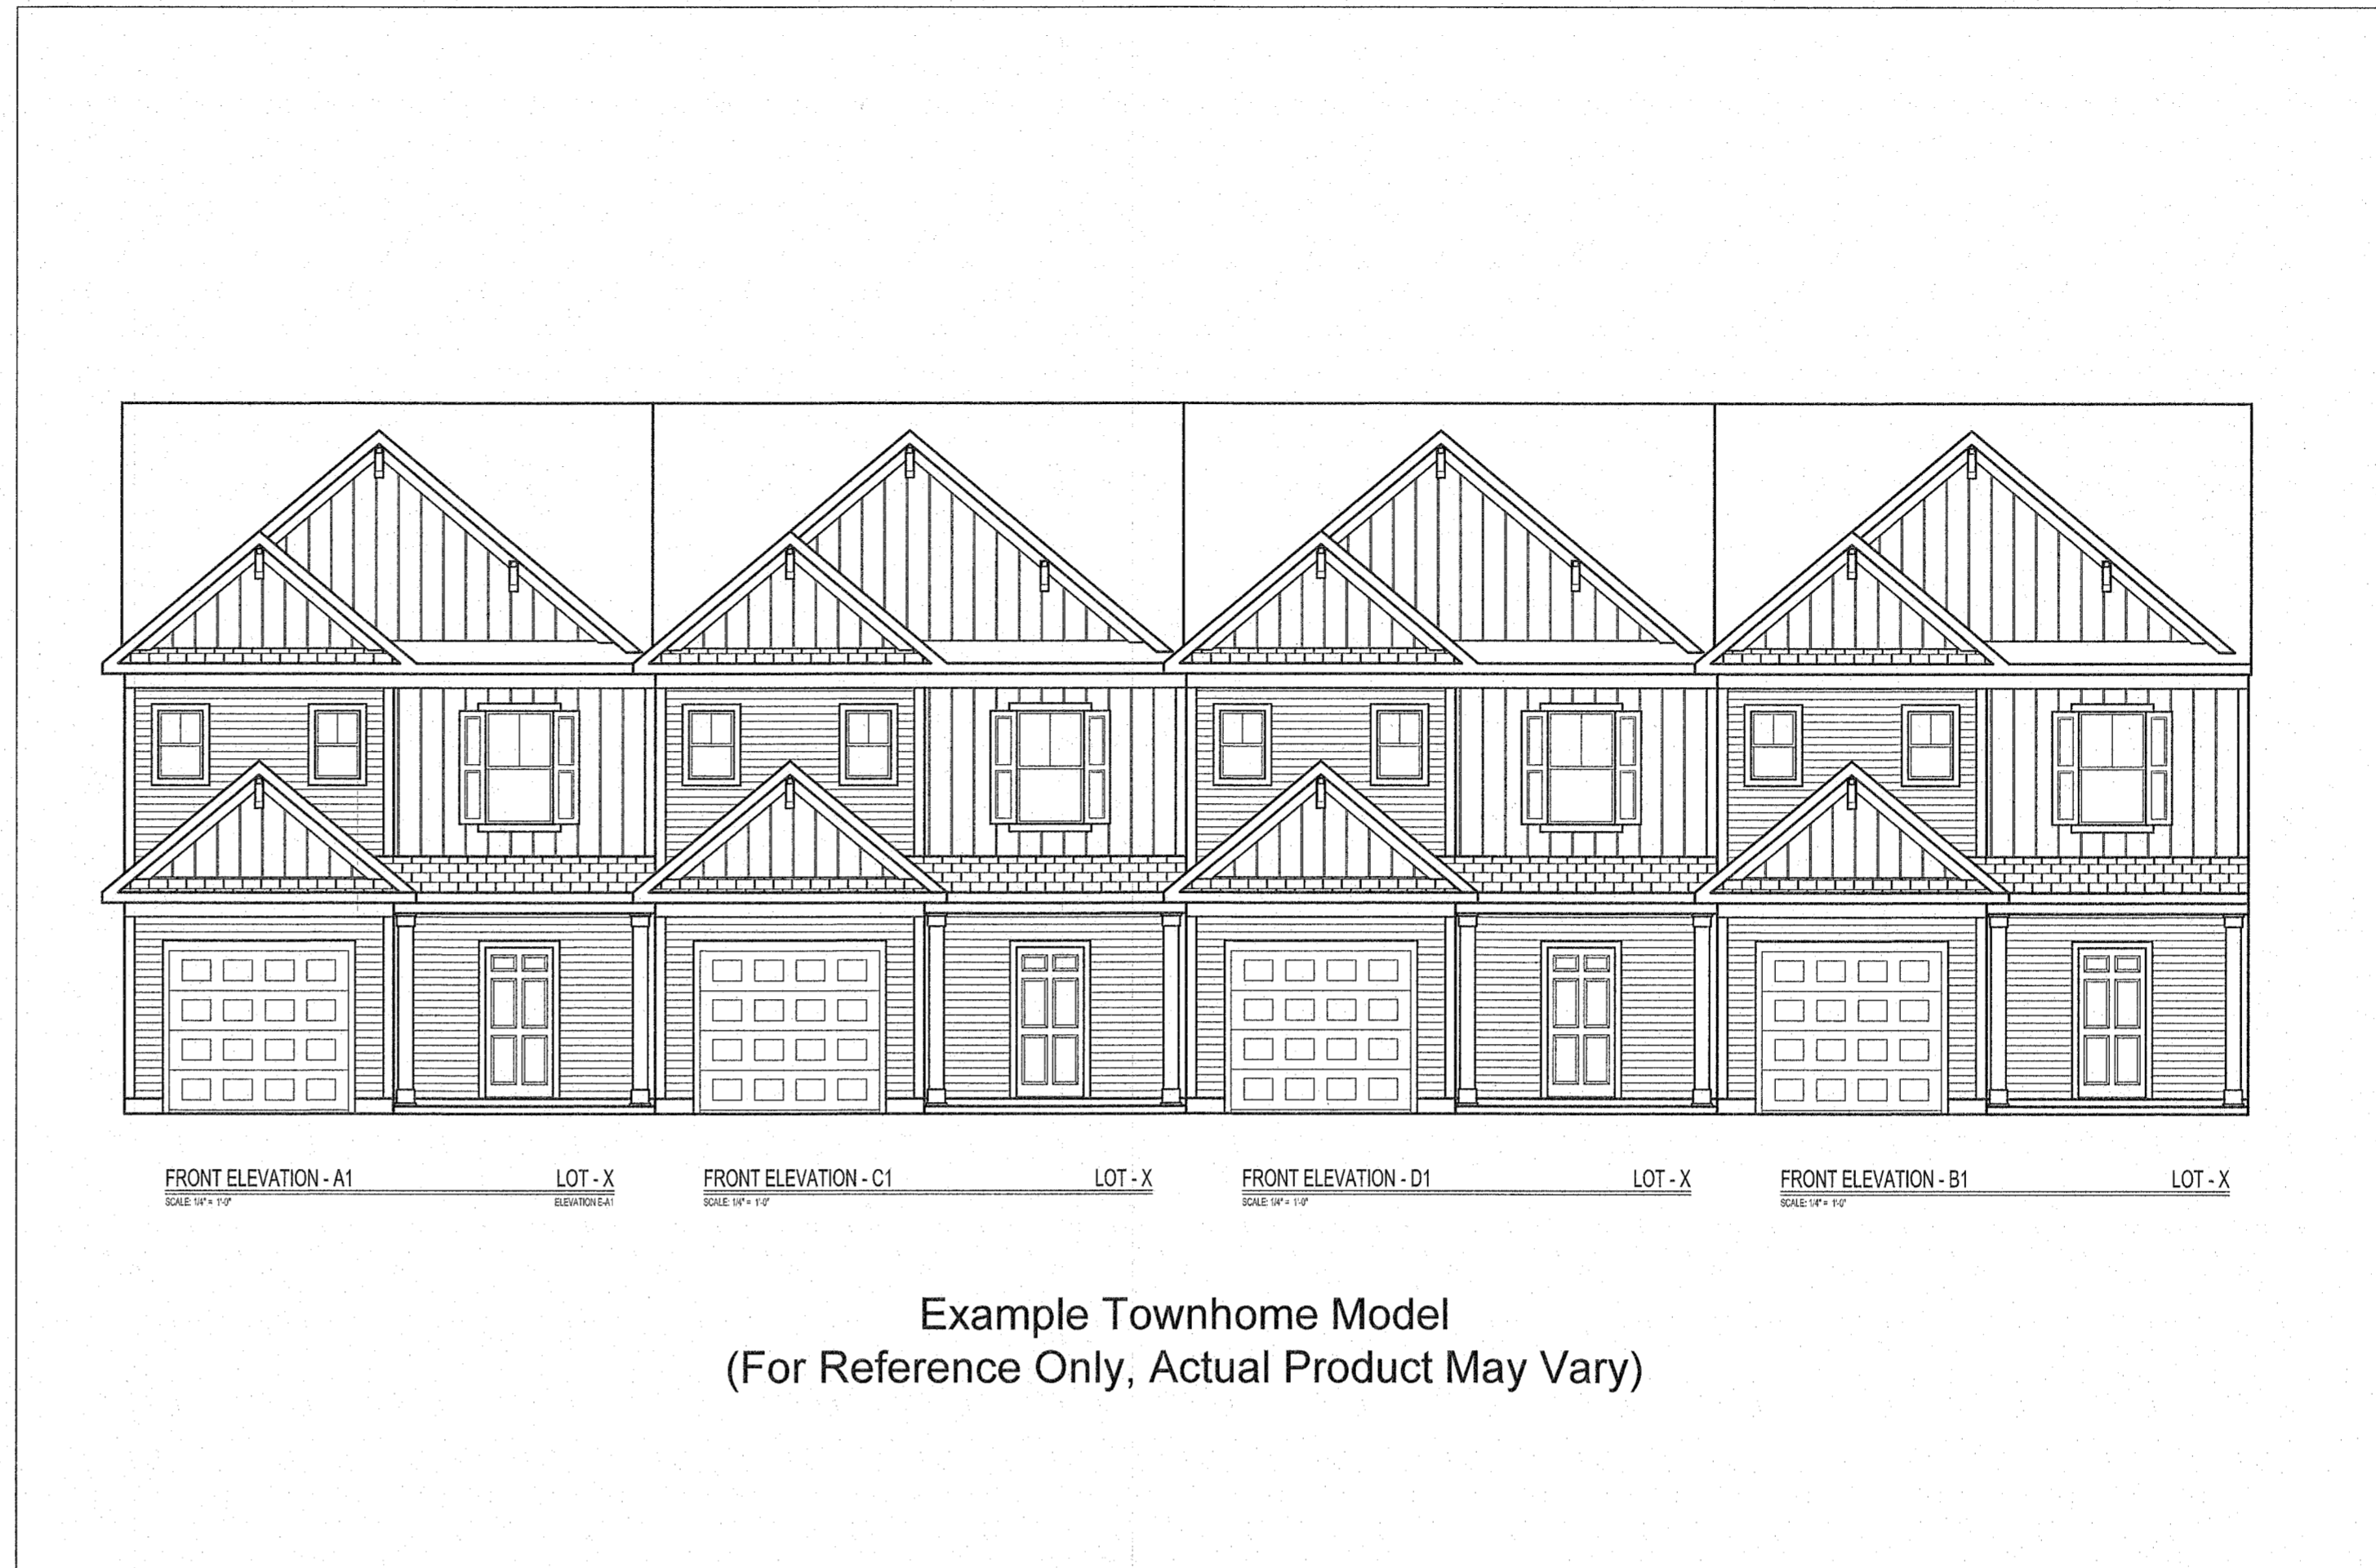 FRONT ELEVATION - A1 LOT - X
SCALE: 1/4" = 1'-0" ELEVATION E-A1
FRONT ELEVATION - C1 LOT - X
SCALE: 1/4" = 1'-0"
FRONT ELEVATION - D1 LOT - X
SCALE: 1/4" = 1'-0"
FRONT ELEVATION - B1 LOT - X
SCALE: 1/4" = 1'-0"
Example Townhome Model
(For Reference Only, Actual Product May Vary)